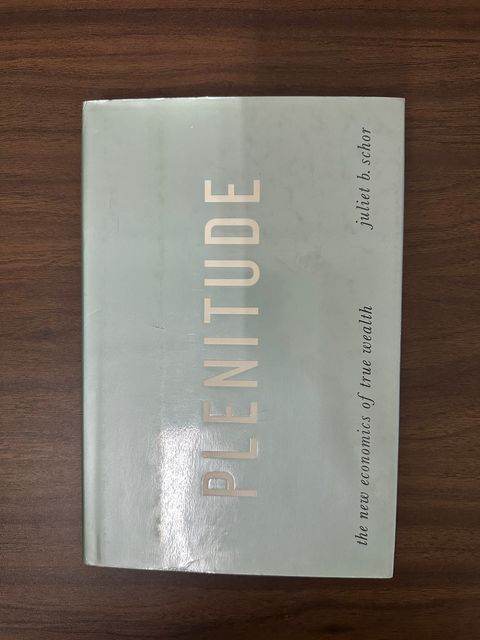 PLENITUDE
the new economics of true wealth
juliet b. schor